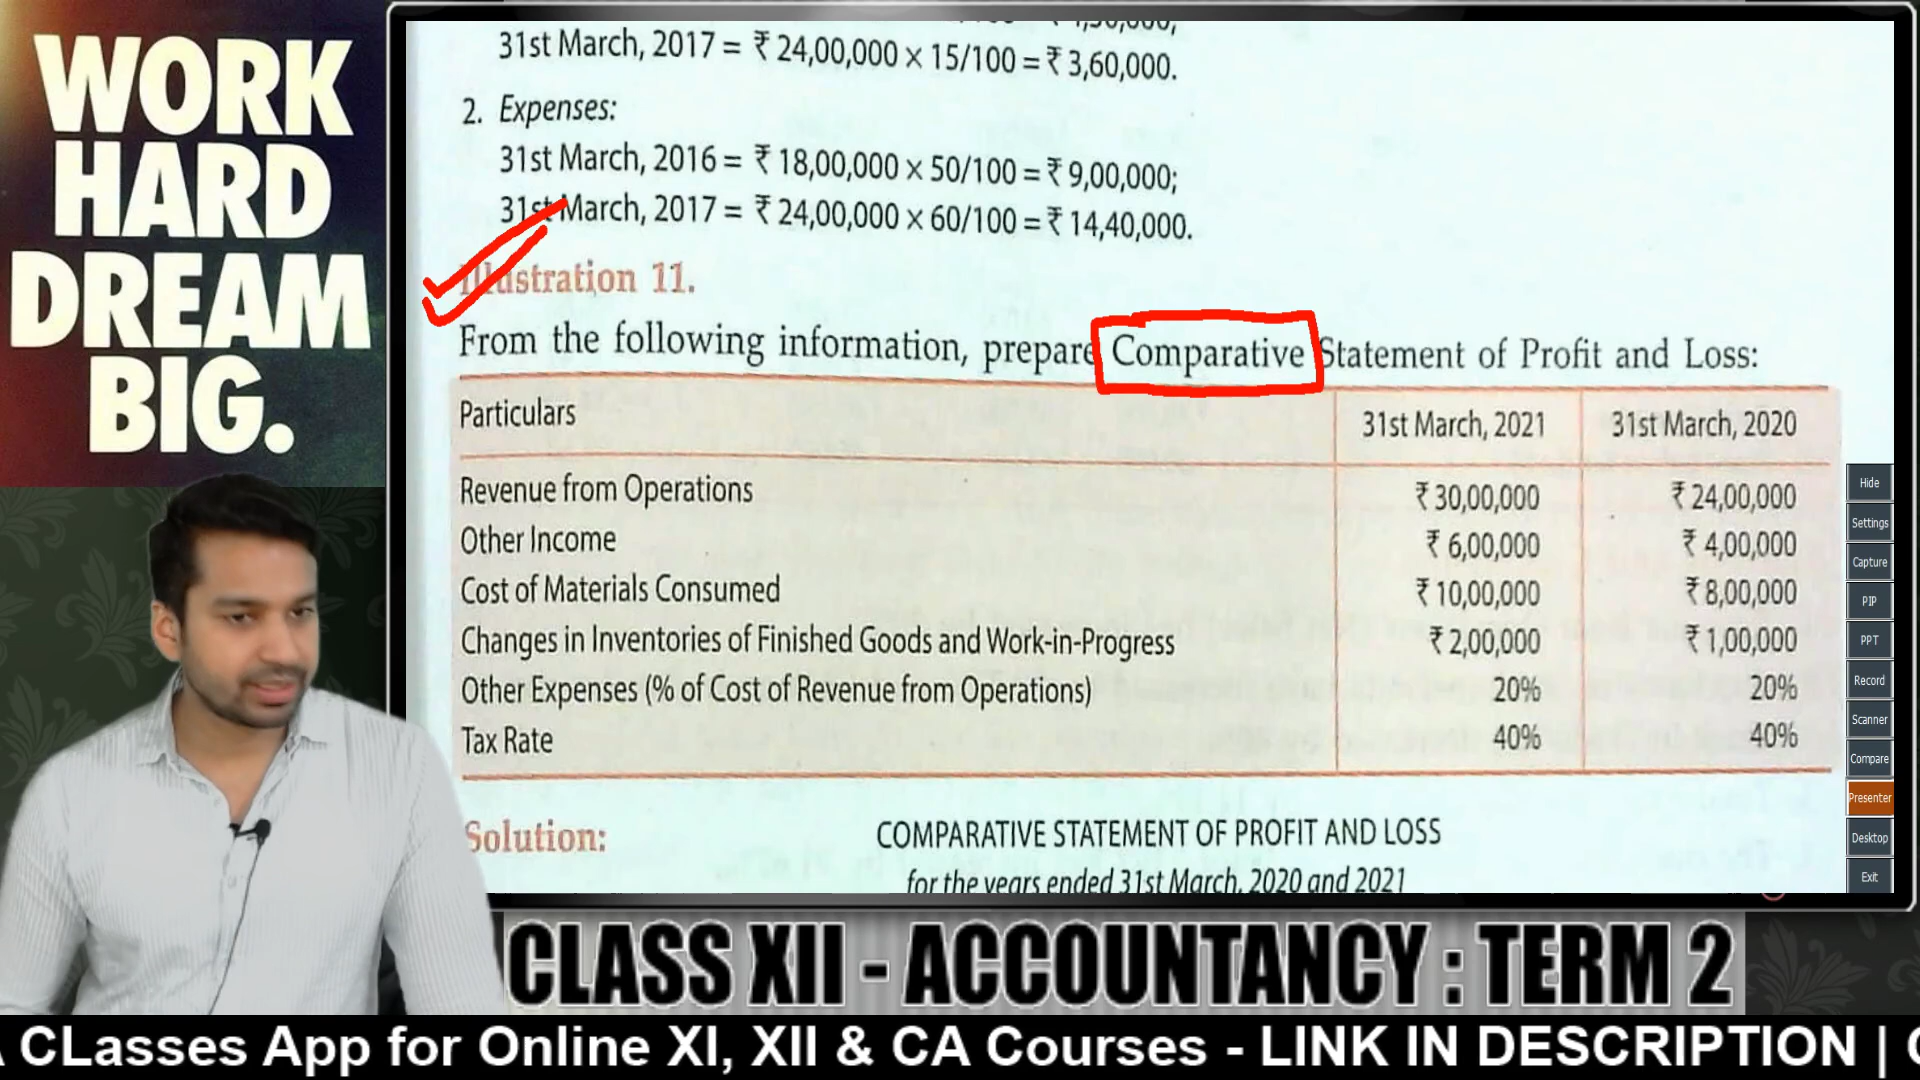 WORK
HARD
DREAM
BIG.
31st March, 2017 = ₹ 24,00,000 × 15/100 = ₹ 3,60,000.
2. Expenses:
31st March, 2016 = ₹ 18,00,000 × 50/100 = ₹ 9,00,000;
31st March, 2017 = ₹ 24,00,000 × 60/100 = ₹ 14,40,000.
Illustration 11.
From the following information, prepare Comparative Statement of Profit and Loss:
Particulars 31st March, 2021 31st March, 2020
Revenue from Operations ₹ 30,00,000 ₹ 24,00,000
Other Income ₹ 6,00,000 ₹ 4,00,000
Cost of Materials Consumed ₹ 10,00,000 ₹ 8,00,000
Changes in Inventories of Finished Goods and Work-in-Progress ₹ 2,00,000 ₹ 1,00,000
Other Expenses (% of Cost of Revenue from Operations) 20% 20%
Tax Rate 40% 40%
Solution: COMPARATIVE STATEMENT OF PROFIT AND LOSS
for the years ended 31st March, 2020 and 2021
Hide
Settings
Capture
PIP
PPT
Record
Scanner
Compare
Presenter
Desktop
Exit
CLASS XII - ACCOUNTANCY : TERM 2
A CLasses App for Online XI, XII & CA Courses - LINK IN DESCRIPTION |